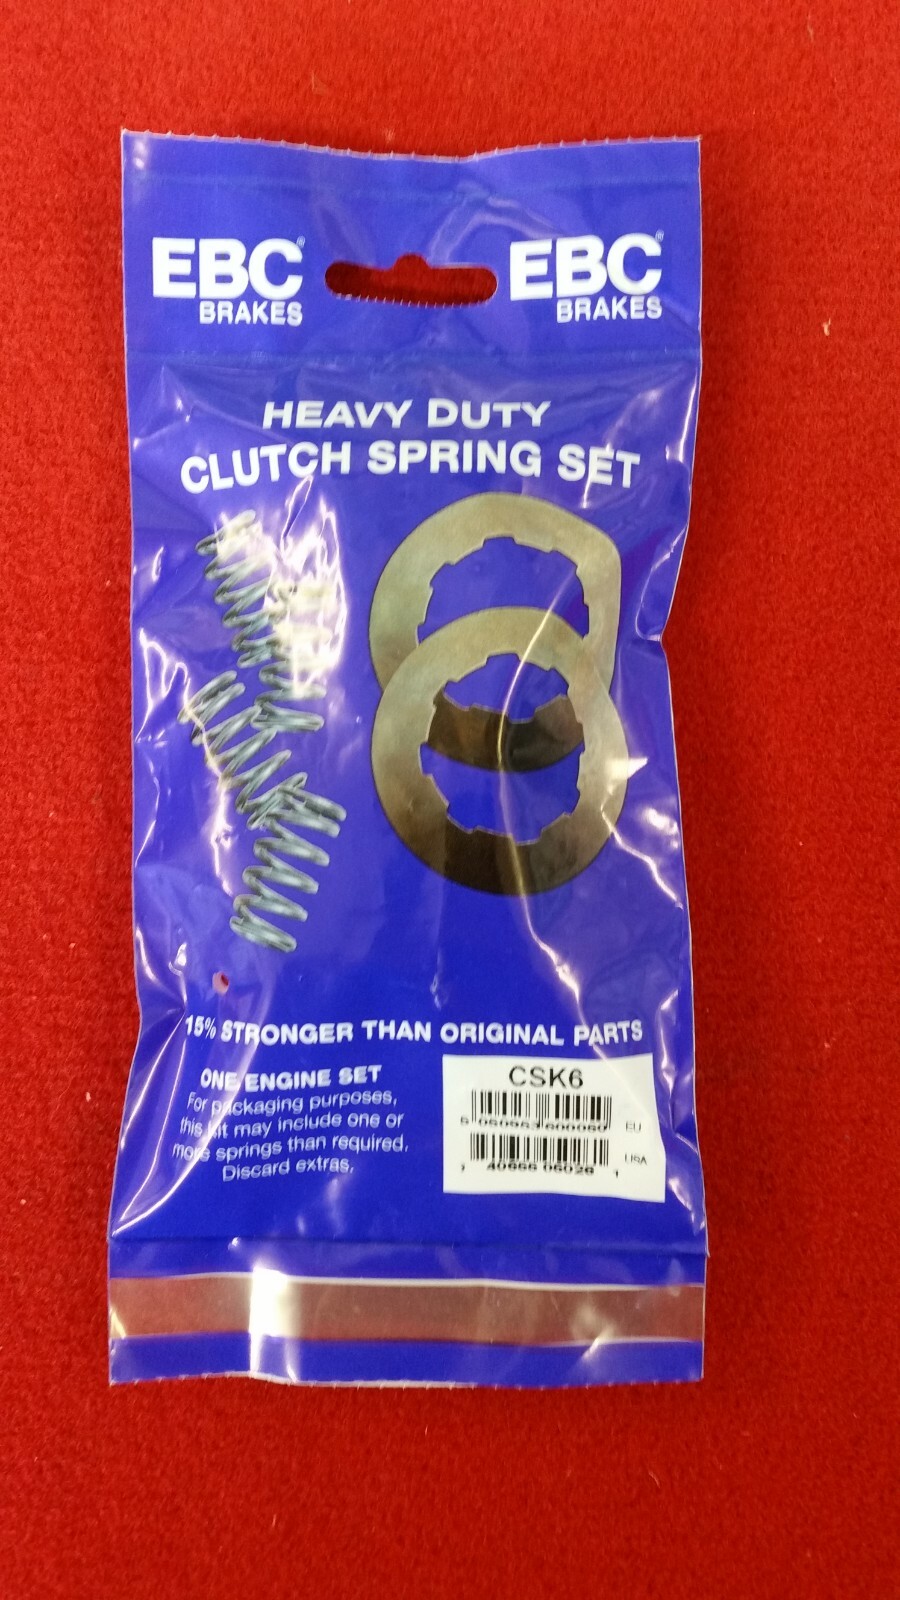 EBC® EBC®
BRAKES BRAKES
HEAVY DUTY
CLUTCH SPRING SET
15% STRONGER THAN ORIGINAL PARTS
ONE ENGINE SET
For packaging purposes,
this kit may include one or
more springs than required.
Discard extras.
CSK6
EU
USA